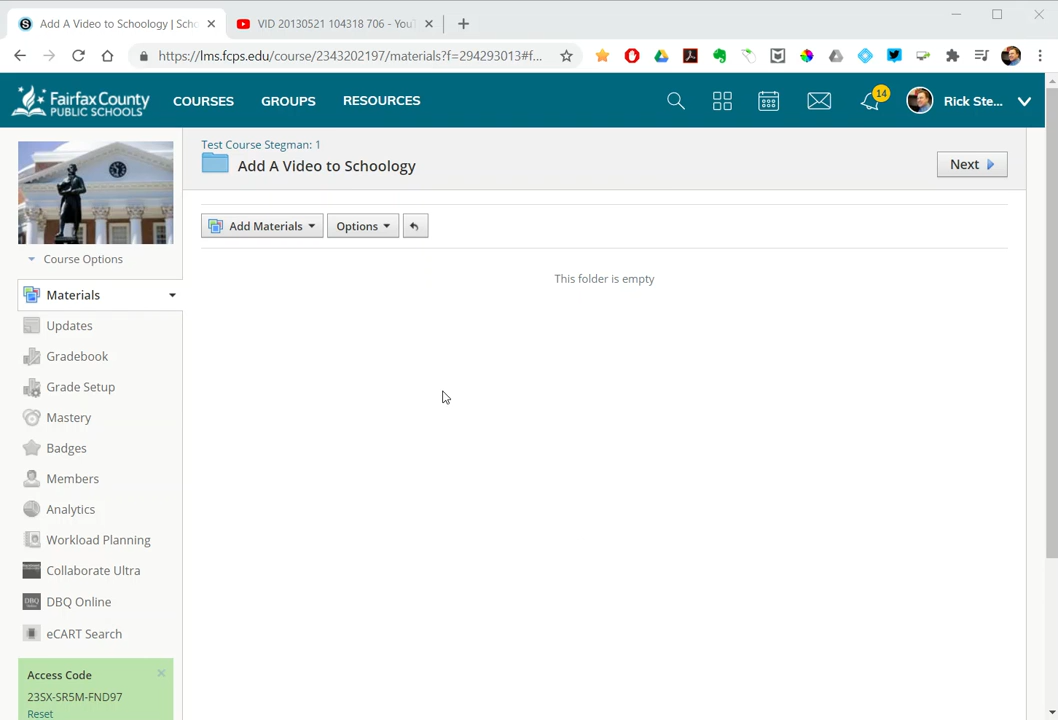 Add A Video to Schoology | Scho
VID 20130521 104318 706 - YouT
https://lms.fcps.edu/course/2343202197/materials?f=294293013#f...
Fairfax County
PUBLIC SCHOOLS
COURSES
GROUPS
RESOURCES
14
Rick Ste...
Test Course Stegman: 1
Add A Video to Schoology
Next
Add Materials
Options
This folder is empty
Course Options
Materials
Updates
Gradebook
Grade Setup
Mastery
Badges
Members
Analytics
Workload Planning
Collaborate Ultra
DBQ
DBQ Online
eCART Search
Access Code
23SX-SR5M-FND97
Reset